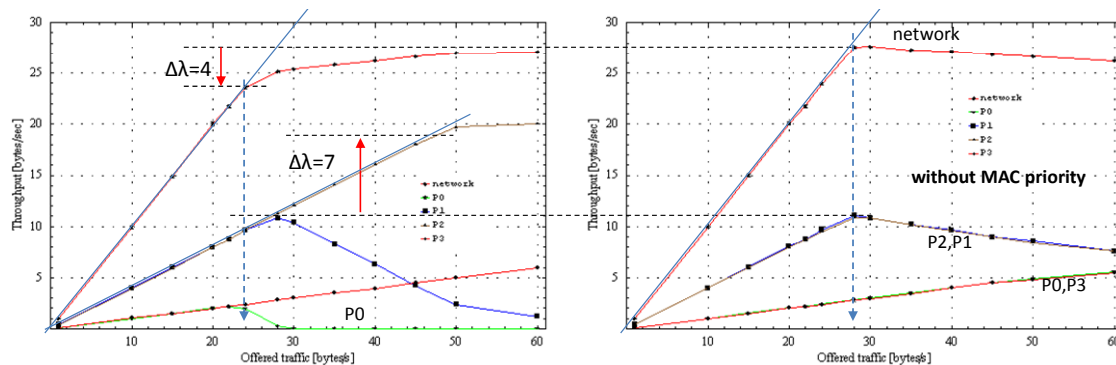 Throughput [bytes/sec]
25
20
15
10
5
Δλ=4
Δλ=7
network
P0
P1
P2
P3
P0
10 20 30 40 50 60
Offered traffic [bytes/s]
Throughput [bytes/sec]
25
20
15
10
5
network
network
P0
P1
P2
P3
without MAC priority
P2,P1
P0,P3
10 20 30 40 50 60
Offered traffic [bytes/s]